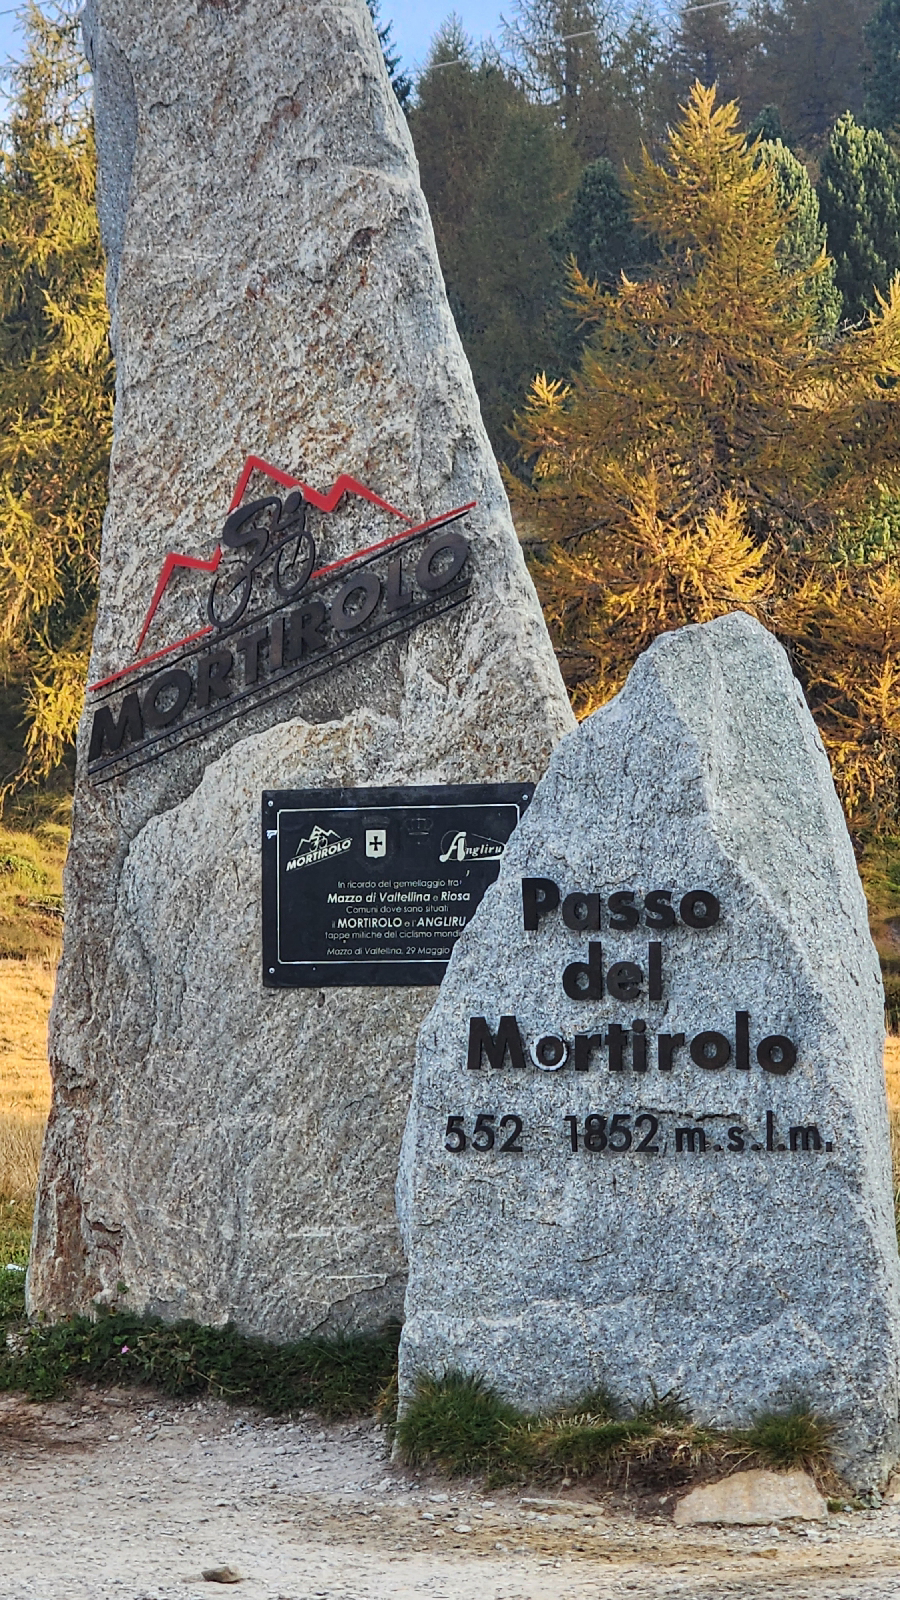 MORTIROLO
MORTIROLO
Angliru
In ricordo del gemellaggio tra
Mazzo di Valtellina e Riosa
Comuni dove sono situati
il MORTIROLO e l'ANGLIRU
tappe mitiche del ciclismo
Mazzo di Valtellina, 29 Maggio
Passo
del
Mortirolo
552 1852 m.s.l.m.